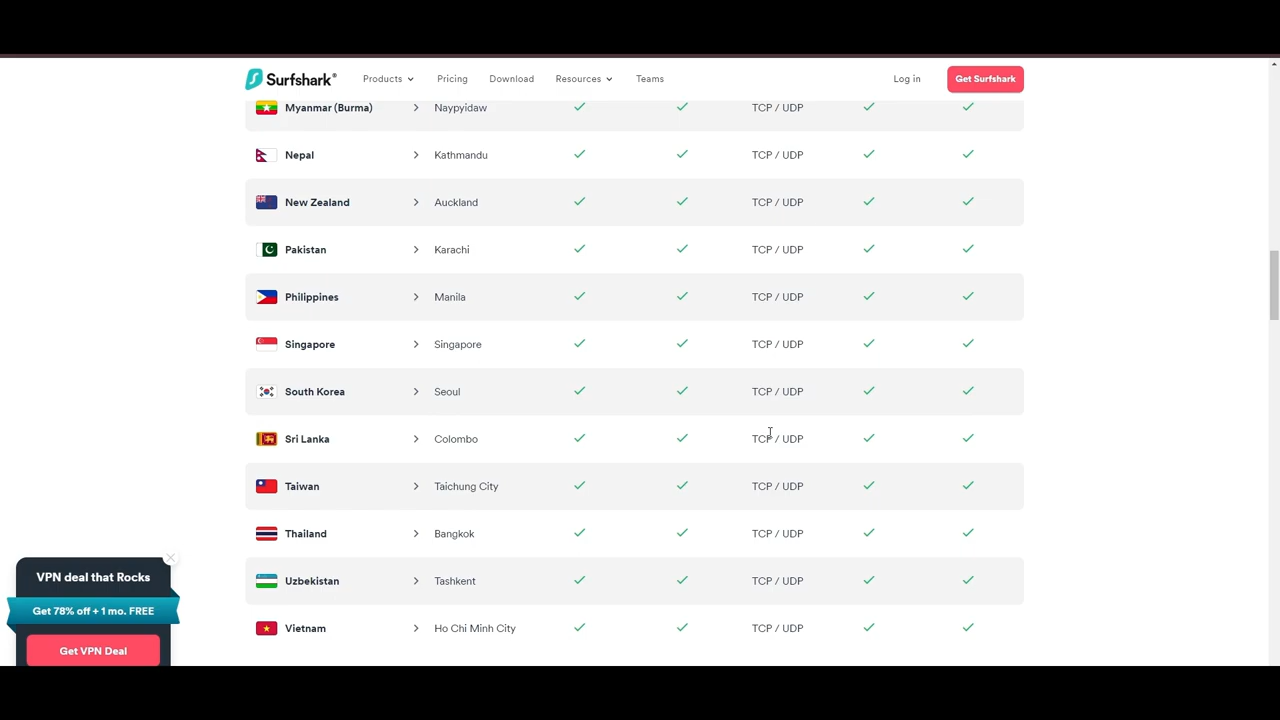 Surfshark®
Products Pricing Download Resources Teams Log in Get Surfshark
Myanmar (Burma) Naypyidaw TCP / UDP
Nepal Kathmandu TCP / UDP
New Zealand Auckland TCP / UDP
Pakistan Karachi TCP / UDP
Philippines Manila TCP / UDP
Singapore Singapore TCP / UDP
South Korea Seoul TCP / UDP
Sri Lanka Colombo TCP / UDP
Taiwan Taichung City TCP / UDP
Thailand Bangkok TCP / UDP
Uzbekistan Tashkent TCP / UDP
Vietnam Ho Chi Minh City TCP / UDP
VPN deal that Rocks
Get 78% off + 1 mo. FREE
Get VPN Deal